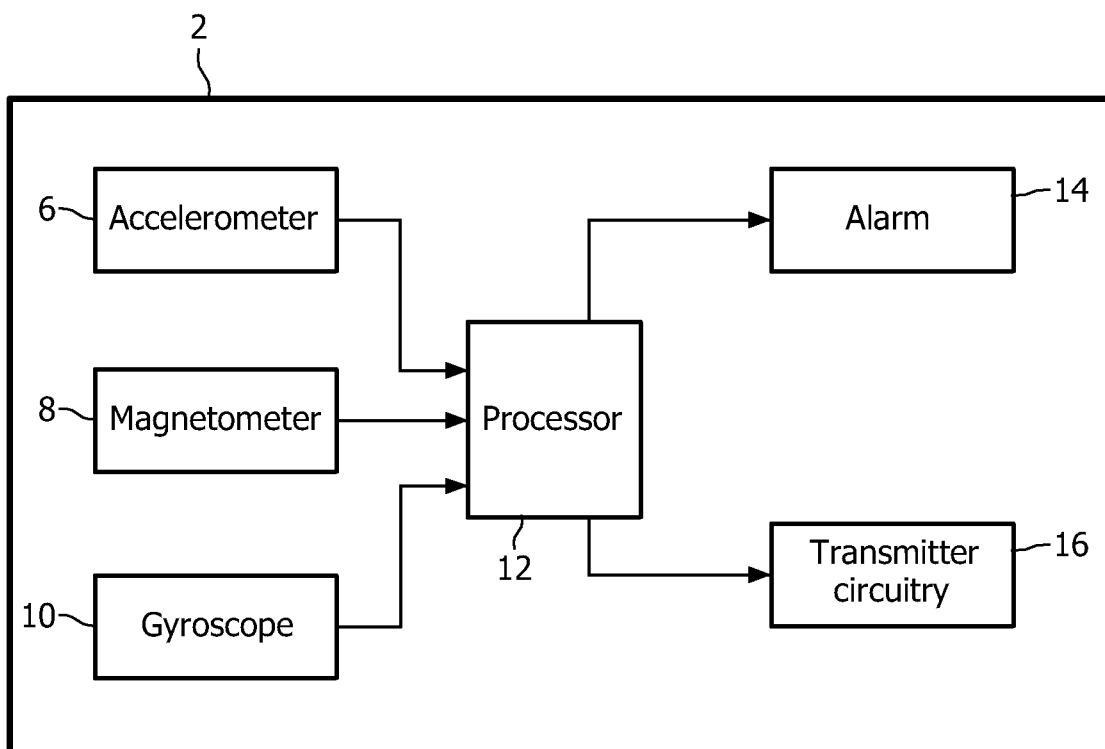 2
6
Accelerometer
Alarm
14
8
Magnetometer
Processor
12
10
Gyroscope
Transmitter
circuitry
16